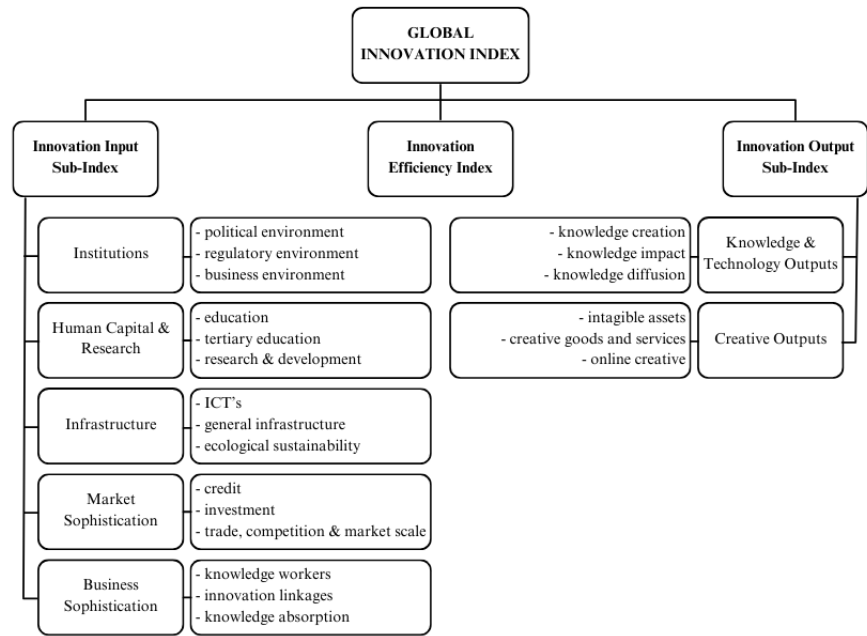 GLOBAL
INNOVATION INDEX
Innovation Input
Sub-Index
Innovation
Efficiency Index
Innovation Output
Sub-Index
Institutions
- political environment
- regulatory environment
- business environment
Human Capital &
Research
- education
- tertiary education
- research & development
Infrastructure
- ICT's
- general infrastructure
- ecological sustainability
Market
Sophistication
- credit
- investment
- trade, competition & market scale
Business
Sophistication
- knowledge workers
- innovation linkages
- knowledge absorption
- knowledge creation
- knowledge impact
- knowledge diffusion
Knowledge &
Technology Outputs
- intagible assets
- creative goods and services
- online creative
Creative Outputs